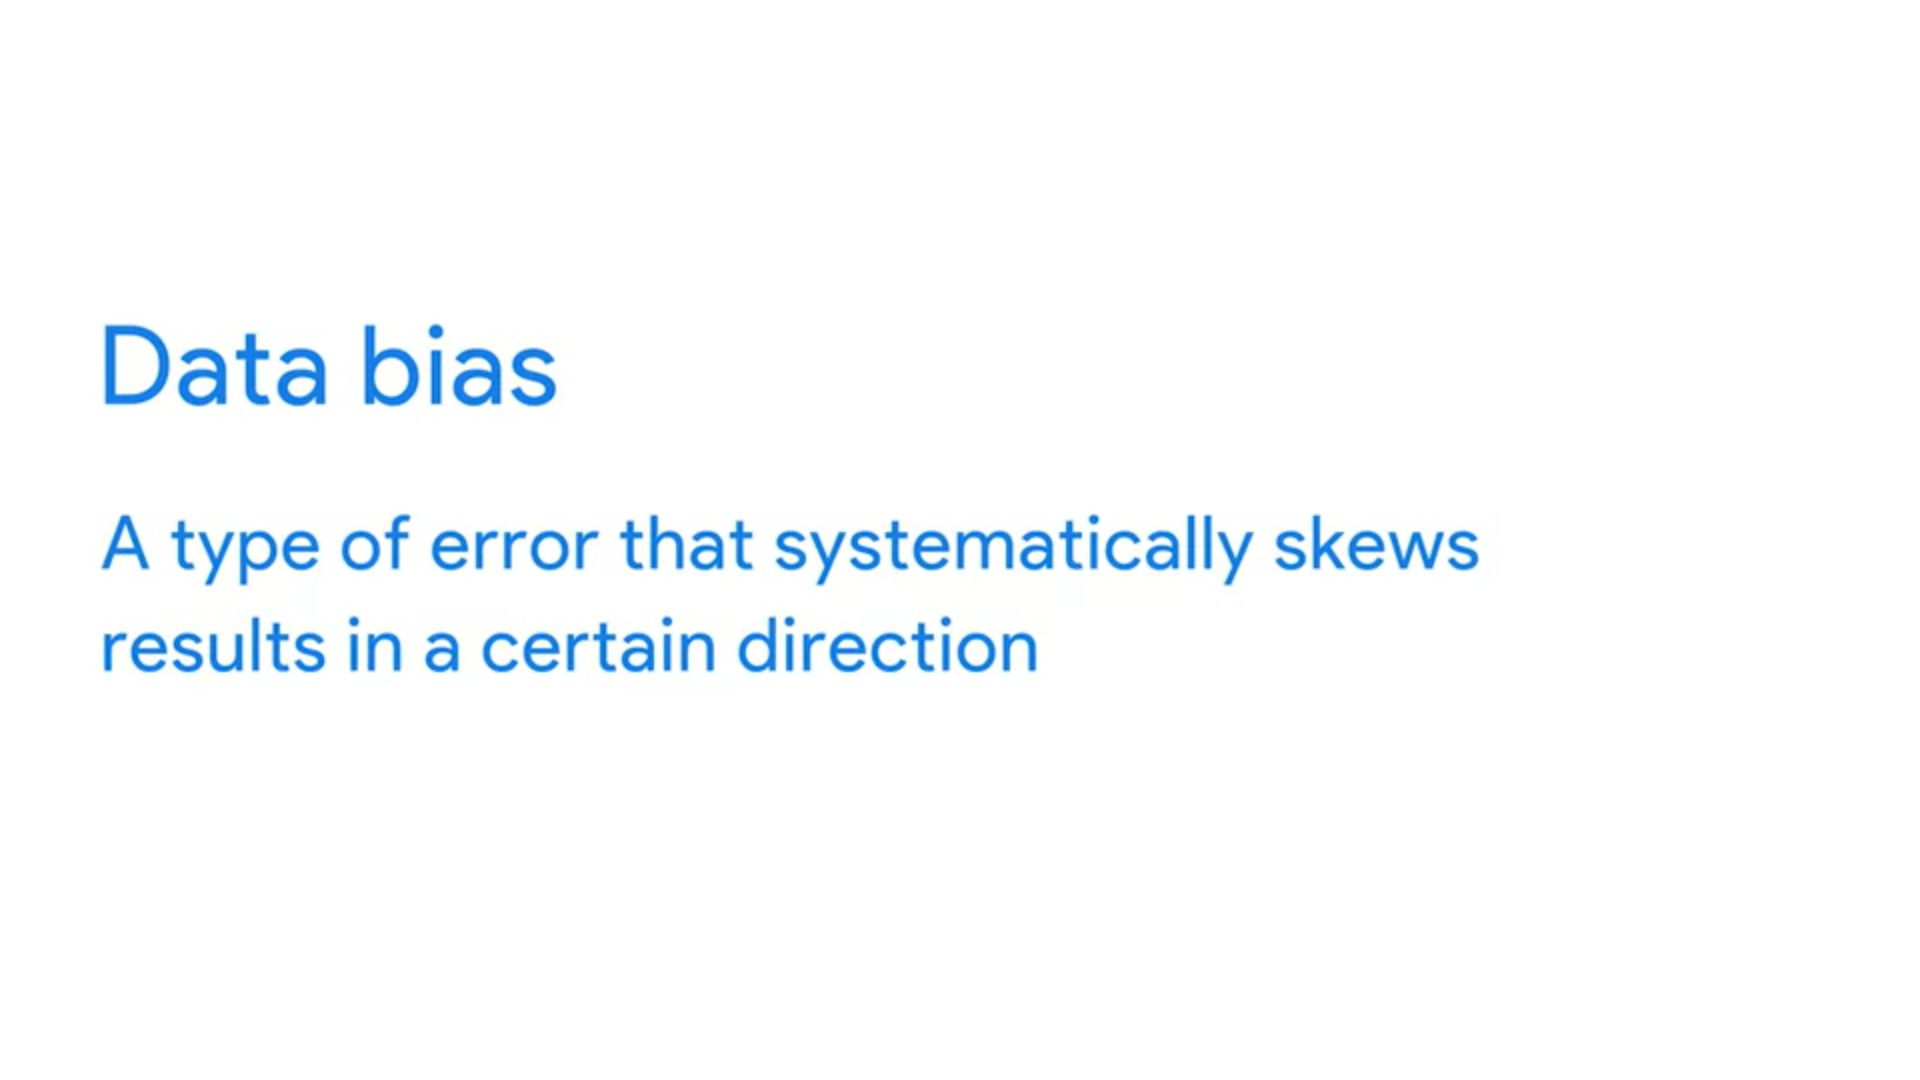 Data bias
A type of error that systematically skews
results in a certain direction